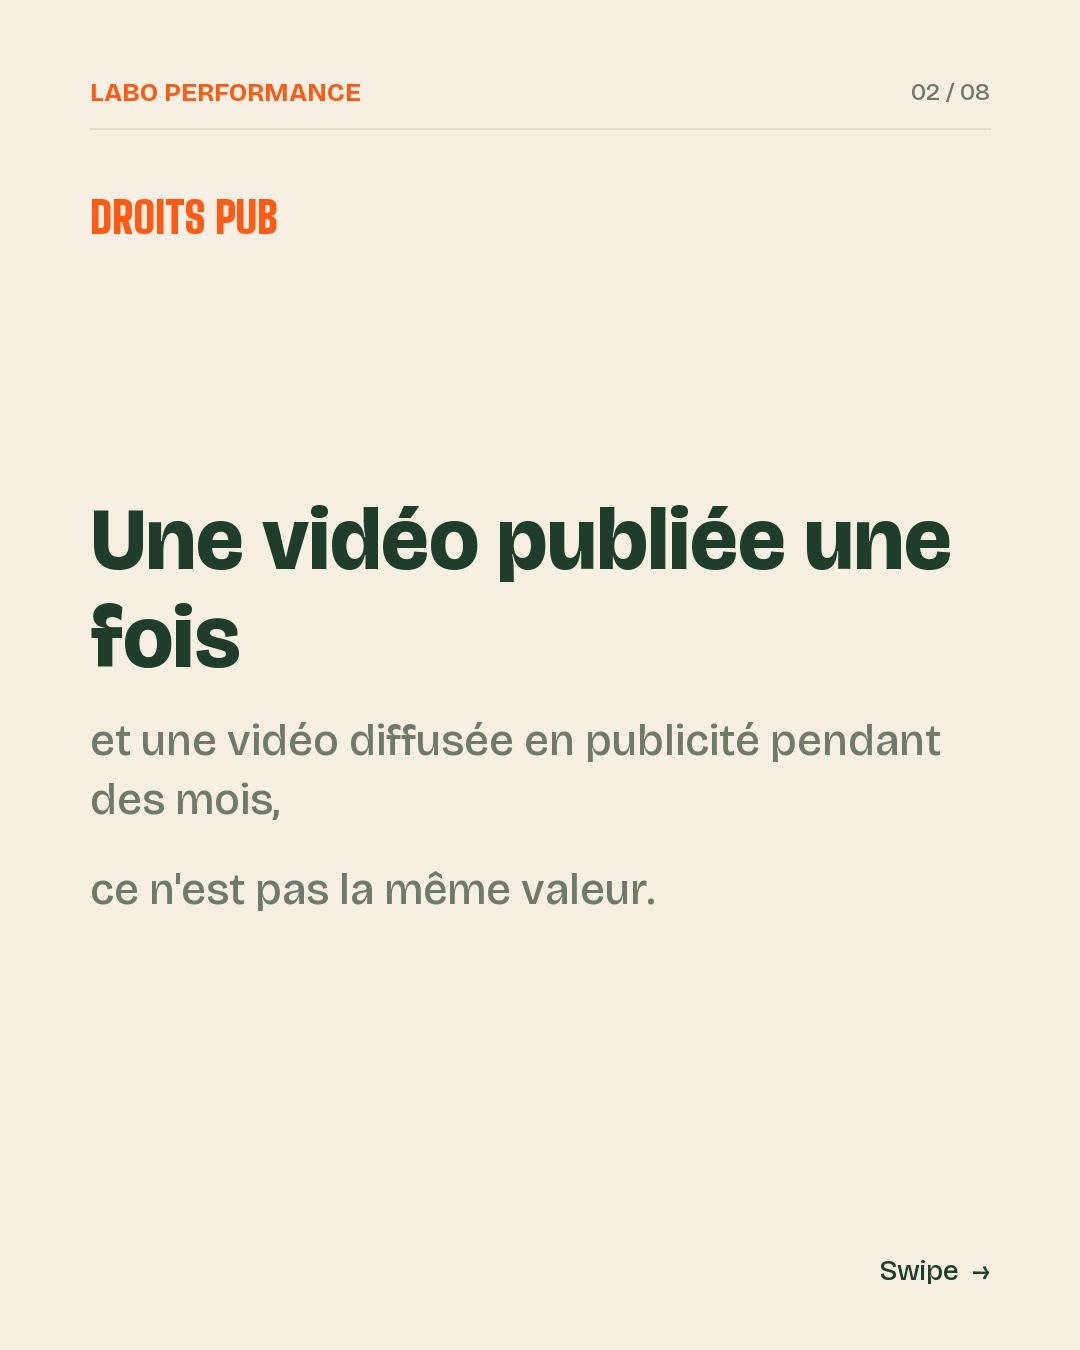 LABO PERFORMANCE
02 / 08
DROITS PUB
Une vidéo publiée une
fois
et une vidéo diffusée en publicité pendant
des mois,
ce n'est pas la même valeur.
Swipe →